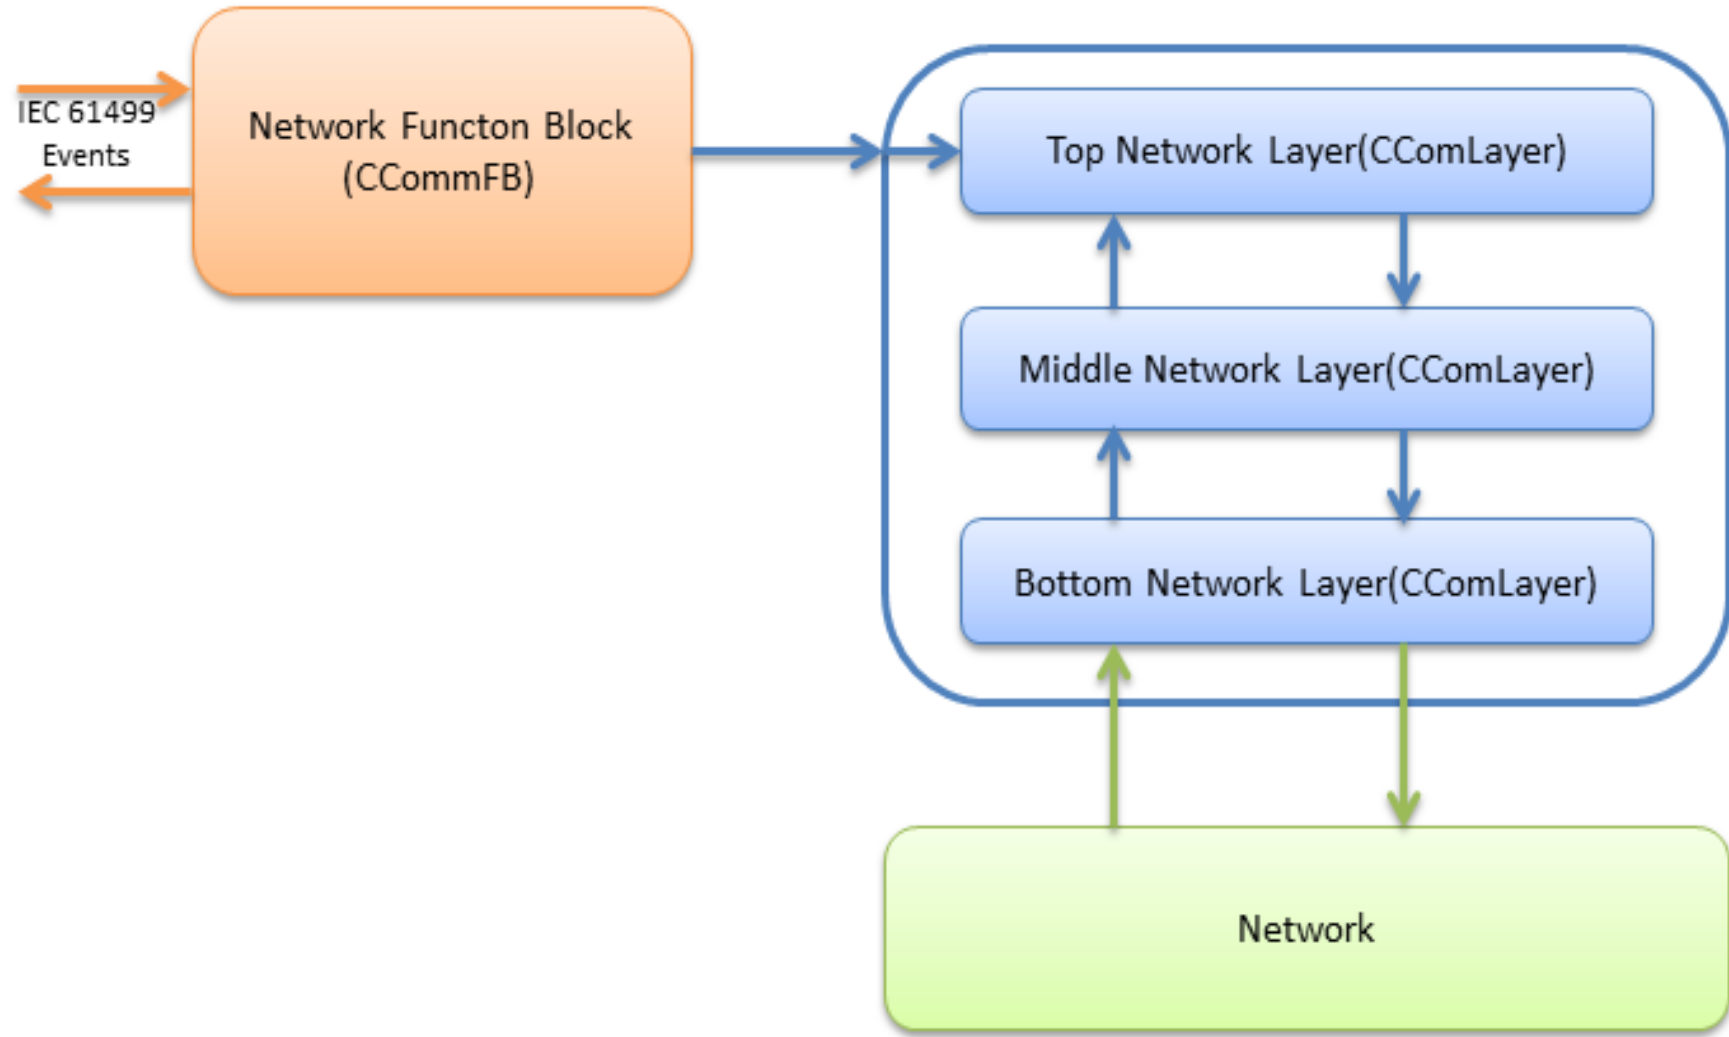 IEC 61499
Events
Network Functon Block
(CCommFB)
Top Network Layer(CComLayer)
Middle Network Layer(CComLayer)
Bottom Network Layer(CComLayer)
Network